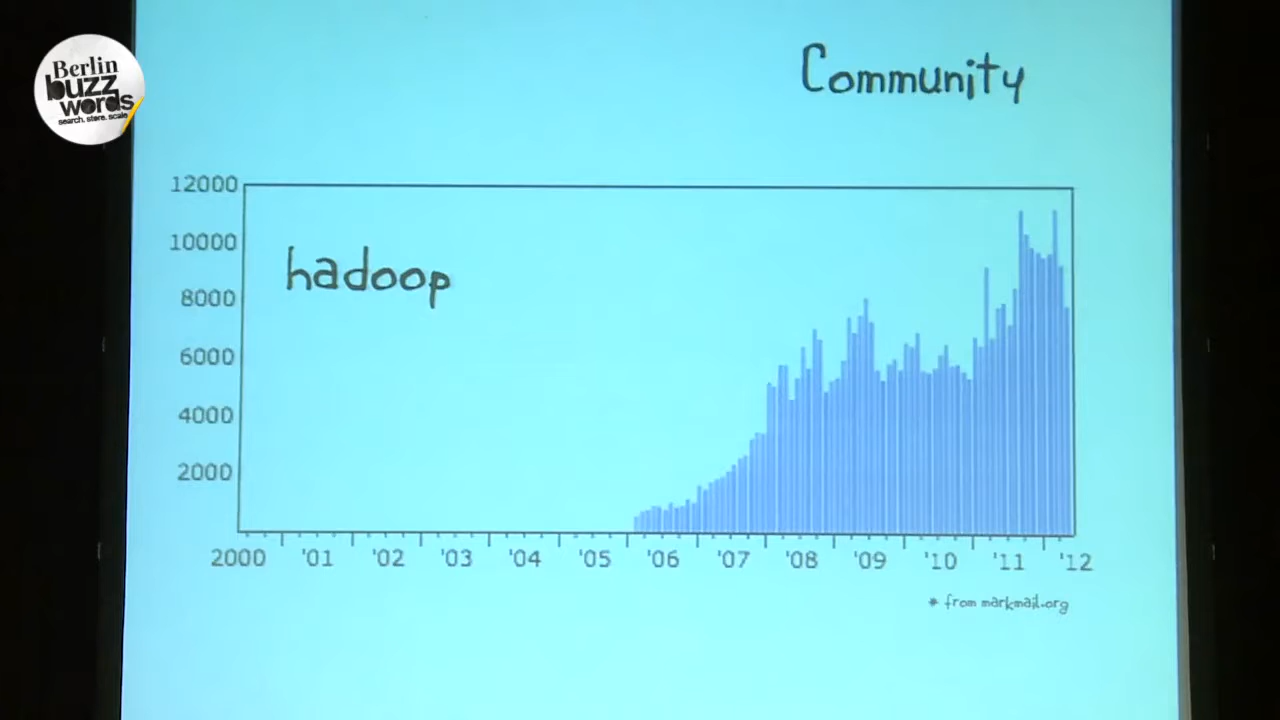 Berlin
buzz
words
search. store. scale
Community
12000
10000
8000
6000
4000
2000
hadoop
2000 '01 '02 '03 '04 '05 '06 '07 '08 '09 '10 '11 '12
* from markmail.org